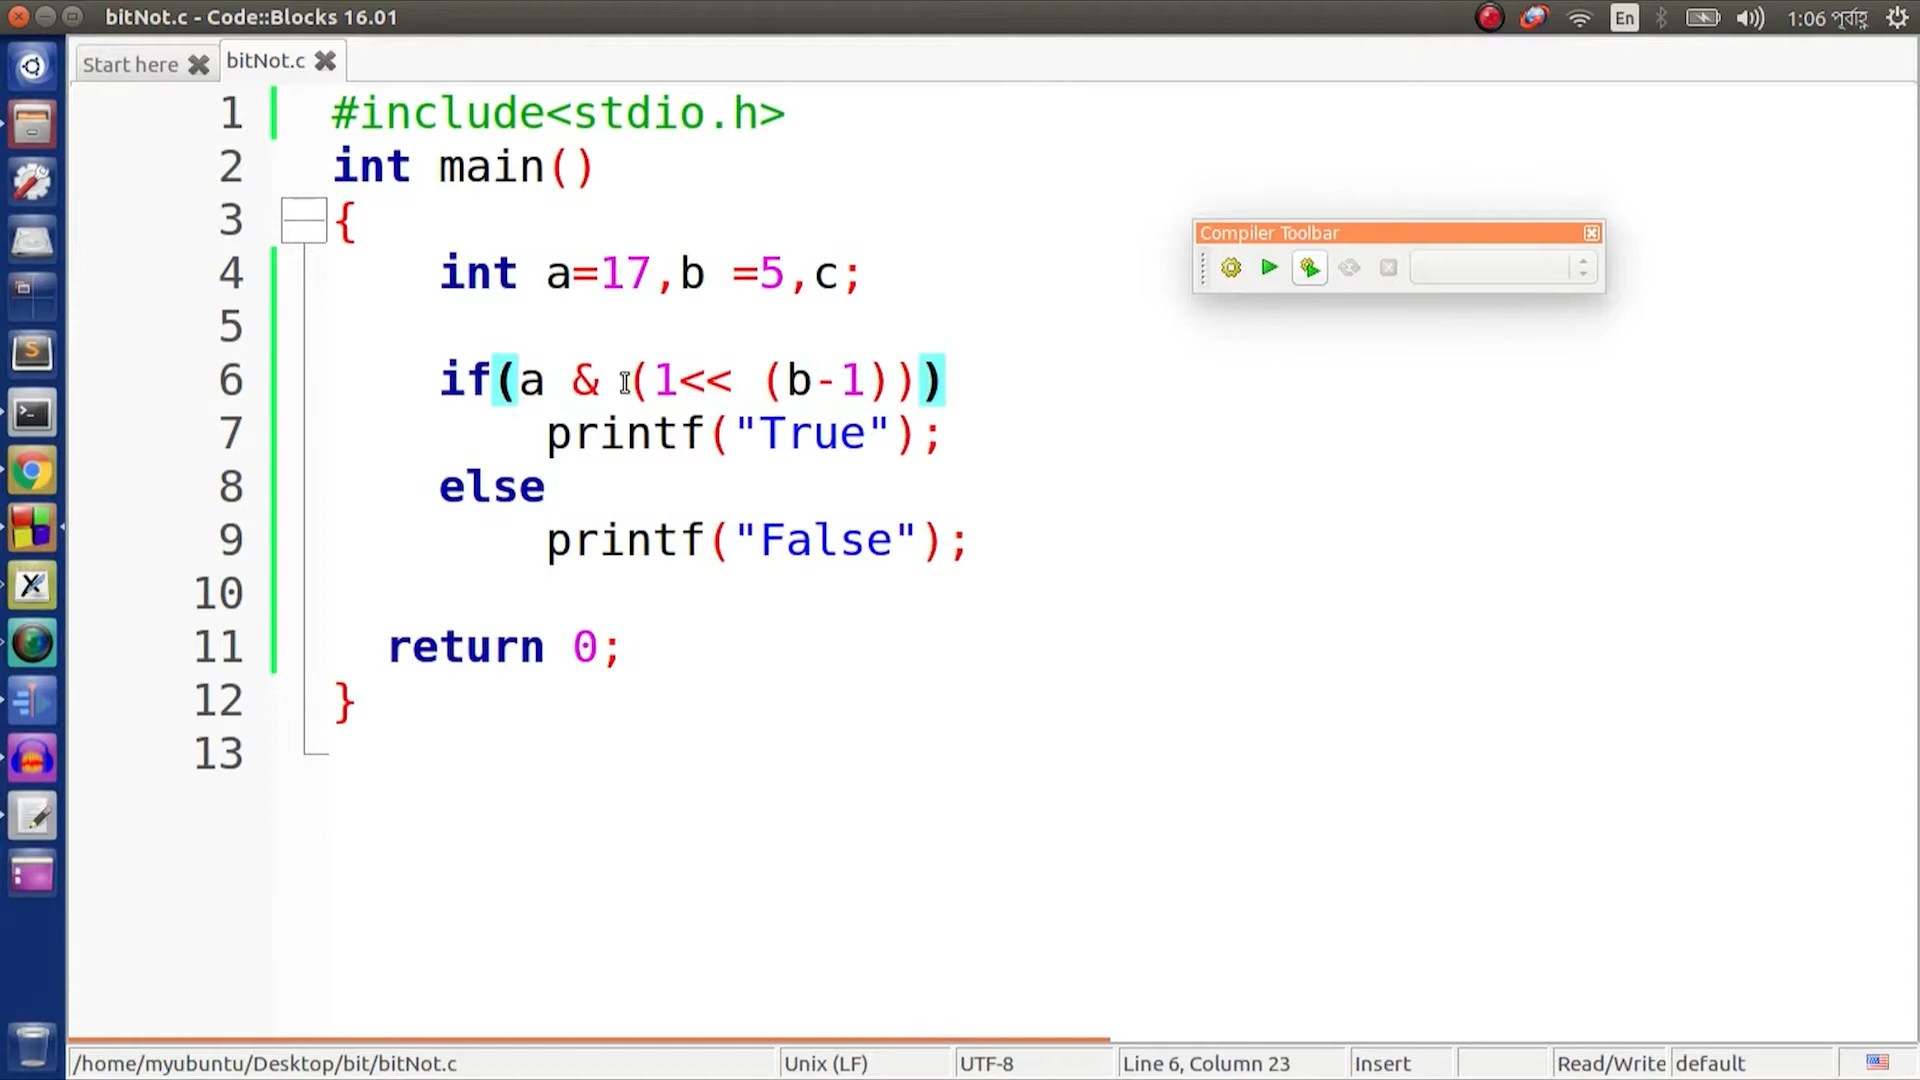 bitNot.c - Code::Blocks 16.01
En
1:06 পূর্বাহ্ণ
Start here
bitNot.c
1 #include<stdio.h>
2 int main()
3 {
4 int a=17,b =5,c;
5
6 if(a & (1<< (b-1)))
7 printf("True");
8 else
9 printf("False");
10
11 return 0;
12 }
13
Compiler Toolbar
/home/myubuntu/Desktop/bit/bitNot.c
Unix (LF)
UTF-8
Line 6, Column 23
Insert
Read/Write
default